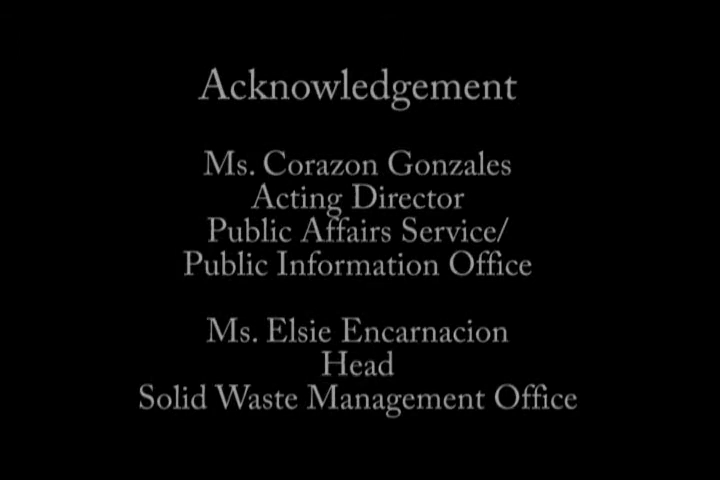 Acknowledgement
Ms. Corazon Gonzales
Acting Director
Public Affairs Service/
Public Information Office
Ms. Elsie Encarnacion
Head
Solid Waste Management Office